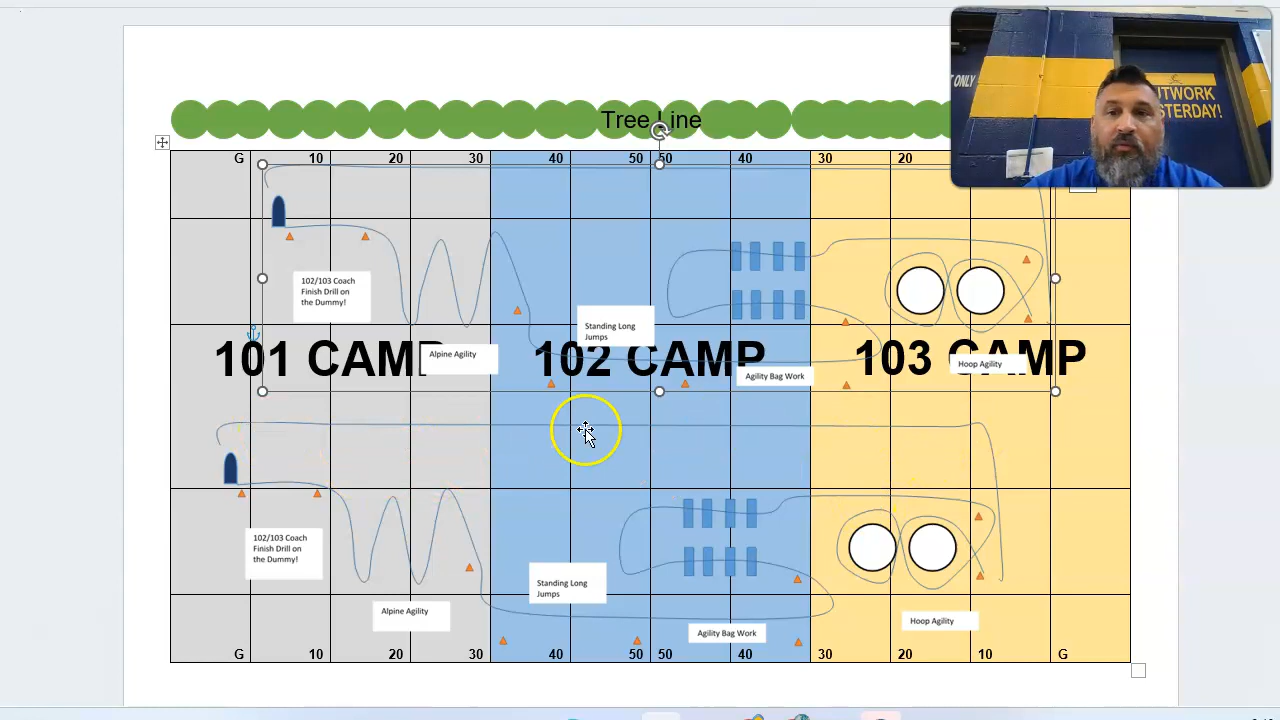 ONLY
OUTWORK
YESTERDAY!
Tree Line
G 10 20 30 40 50 50 40 30 20
102/103 Coach
Finish Drill on
the Dummy!
Standing Long
Jumps
101 CAMP 102 CAMP 103 CAMP
Alpine Agility
Hoop Agility
Agility Bag Work
102/103 Coach
Finish Drill on
the Dummy!
Standing Long
Jumps
Alpine Agility
Hoop Agility
Agility Bag Work
G 10 20 30 40 50 50 40 30 20 10 G